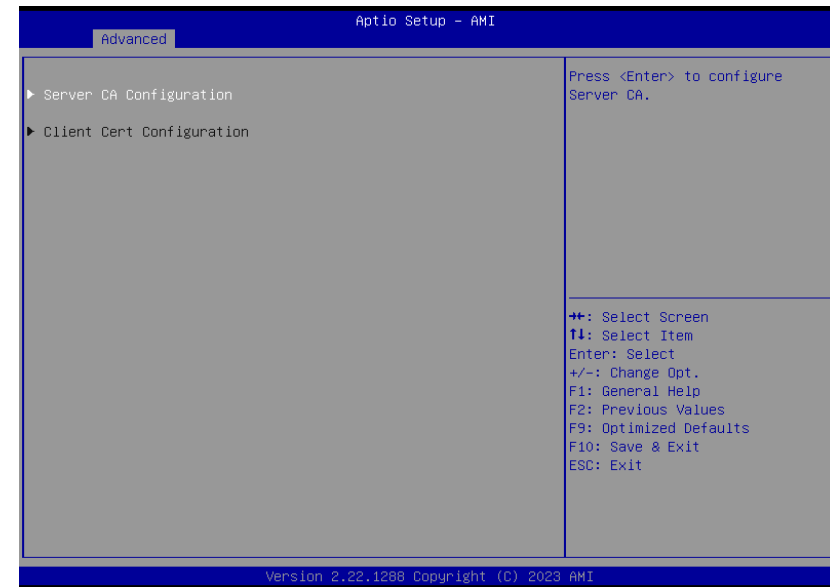 Aptio Setup – AMI
Advanced
▶ Server CA Configuration
▶ Client Cert Configuration
Press <Enter> to configure
Server CA.
→←: Select Screen
↑↓: Select Item
Enter: Select
+/-: Change Opt.
F1: General Help
F2: Previous Values
F9: Optimized Defaults
F10: Save & Exit
ESC: Exit
Version 2.22.1288 Copyright (C) 2023 AMI